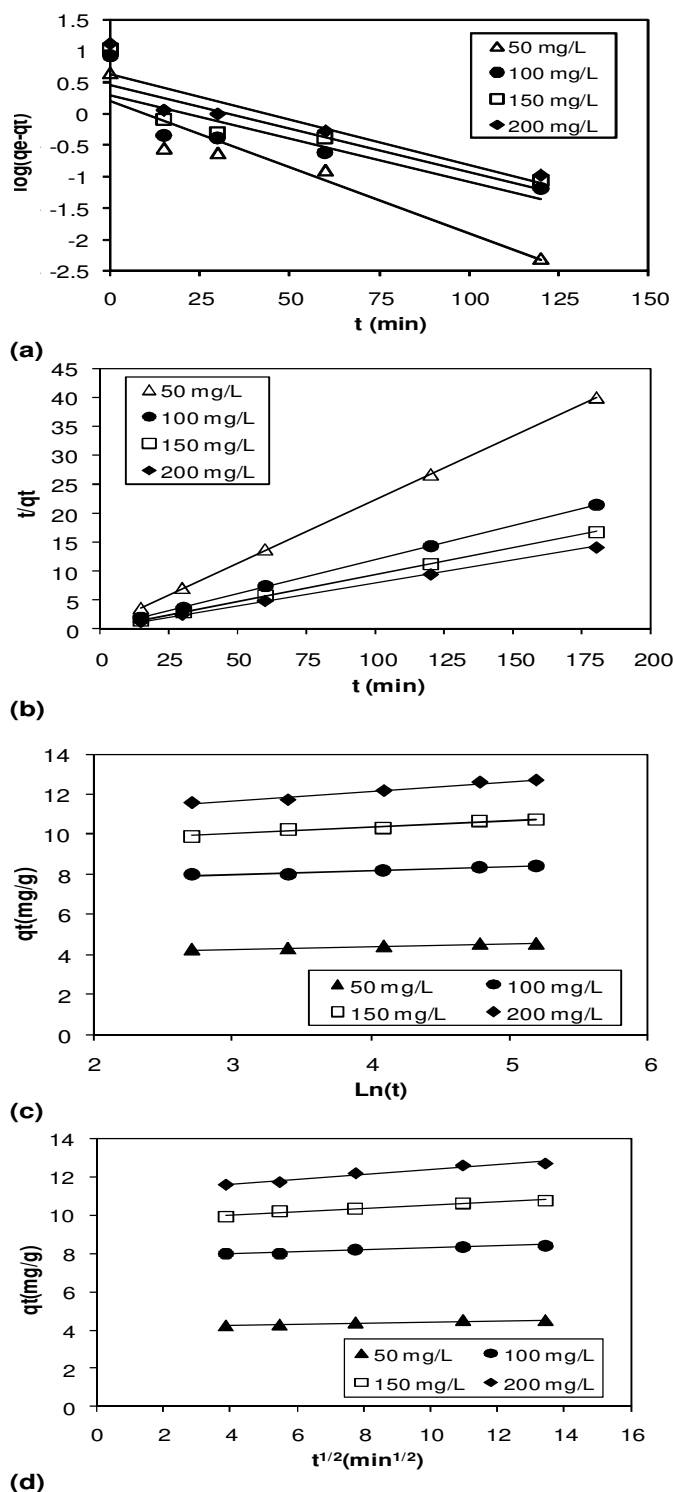 1.5
1
0.5
0
-0.5
-1
-1.5
-2
-2.5
log(qe-qt)
50 mg/L
100 mg/L
150 mg/L
200 mg/L
0 25 50 75 100 125 150
t (min)
(a)
45
40
35
30
25
20
15
10
5
0
t/qt
50 mg/L
100 mg/L
150 mg/L
200 mg/L
0 25 50 75 100 125 150 175 200
t (min)
(b)
14
12
10
8
6
4
2
0
qt(mg/g)
50 mg/L 100 mg/L
150 mg/L 200 mg/L
2 3 4 5 6
Ln(t)
(c)
14
12
10
8
6
4
2
0
qt(mg/g)
50 mg/L 100 mg/L
150 mg/L 200 mg/L
0 2 4 6 8 10 12 14 16
t^1/2(min^1/2)
(d)